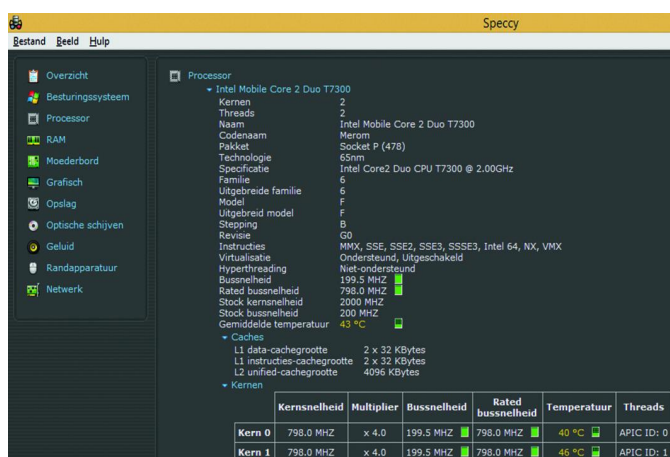 Speccy
Bestand Beeld Hulp
Overzicht
Besturingssysteem
Processor
RAM
Moederbord
Grafisch
Opslag
Optische schijven
Geluid
Randapparatuur
Netwerk
Processor
Intel Mobile Core 2 Duo T7300
Kernen 2
Threads 2
Naam Intel Mobile Core 2 Duo T7300
Codenaam Merom
Pakket Socket P (478)
Technologie 65nm
Specificatie Intel Core2 Duo CPU T7300 @ 2.00GHz
Familie 6
Uitgebreide familie 6
Model F
Uitgebreid model F
Stepping B
Revisie G0
Instructies MMX, SSE, SSE2, SSE3, SSSE3, Intel 64, NX, VMX
Virtualisatie Ondersteund, Uitgeschakeld
Hyperthreading Niet-ondersteund
Bussnelheid 199.5 MHZ
Rated bussnelheid 798.0 MHZ
Stock kernsnelheid 2000 MHZ
Stock bussnelheid 200 MHZ
Gemiddelde temperatuur 43 °C
Caches
L1 data-cachegrootte 2 x 32 KBytes
L1 instructies-cachegrootte 2 x 32 KBytes
L2 unified-cachegrootte 4096 KBytes
Kernen
Kernsnelheid Multiplier Bussnelheid Rated bussnelheid Temperatuur Threads
Kern 0 798.0 MHZ x 4.0 199.5 MHZ 798.0 MHZ 40 °C APIC ID: 0
Kern 1 798.0 MHZ x 4.0 199.5 MHZ 798.0 MHZ 46 °C APIC ID: 1